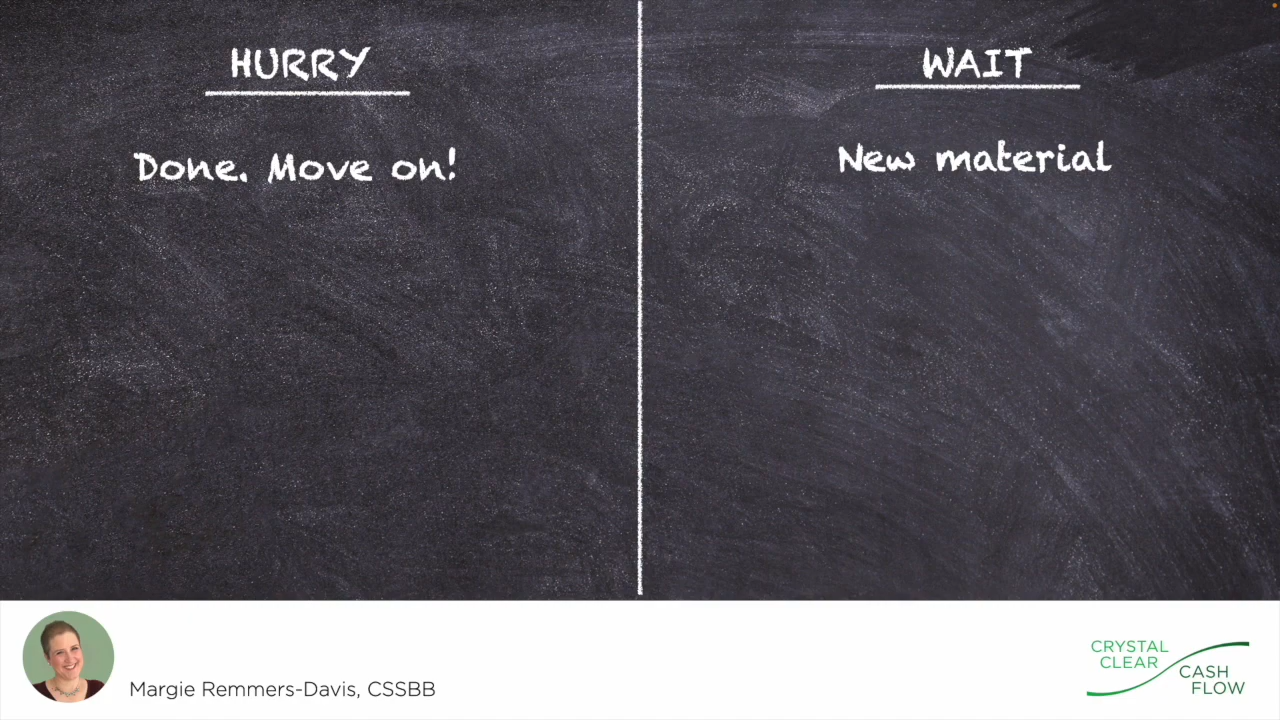 HURRY
Done. Move on!
WAIT
New material
Margie Remmers-Davis, CSSBB
CRYSTAL
CLEAR
CASH
FLOW